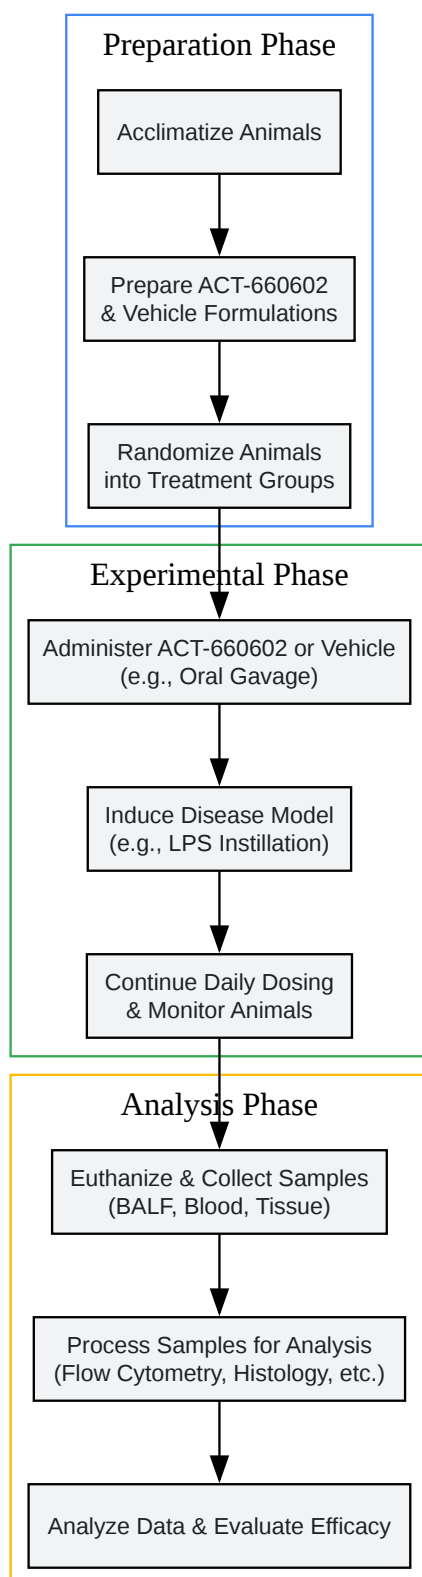 Preparation Phase
Acclimatize Animals
Prepare ACT-660602
& Vehicle Formulations
Randomize Animals
into Treatment Groups
Experimental Phase
Administer ACT-660602 or Vehicle
(e.g., Oral Gavage)
Induce Disease Model
(e.g., LPS Instillation)
Continue Daily Dosing
& Monitor Animals
Analysis Phase
Euthanize & Collect Samples
(BALF, Blood, Tissue)
Process Samples for Analysis
(Flow Cytometry, Histology, etc.)
Analyze Data & Evaluate Efficacy